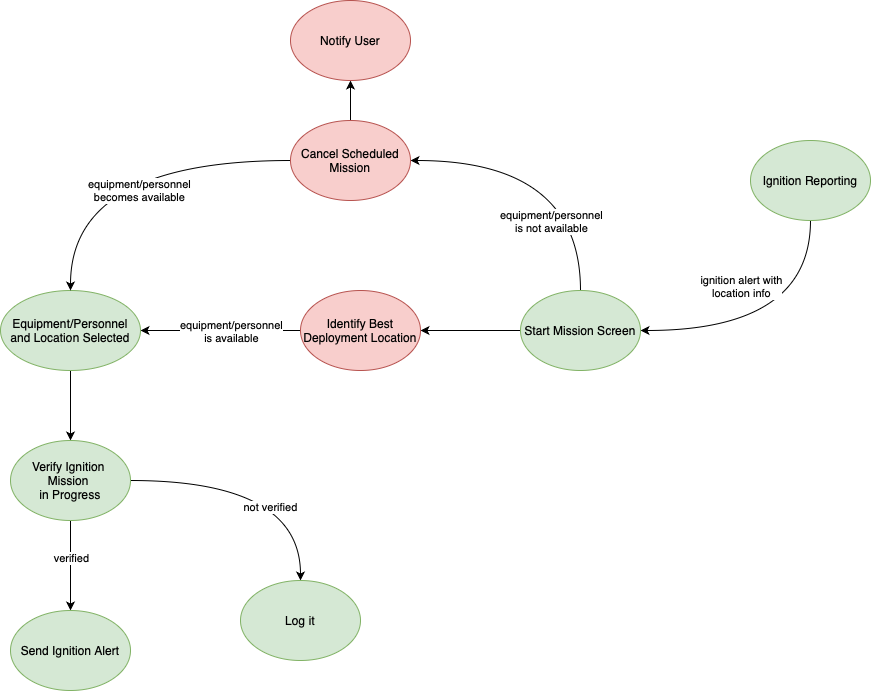 Notify User
Cancel Scheduled
Mission
Ignition Reporting
equipment/personnel
becomes available
equipment/personnel
is not available
ignition alert with
location info
Equipment/Personnel
and Location Selected
equipment/personnel
is available
Identify Best
Deployment Location
Start Mission Screen
Verify Ignition
Mission
in Progress
not verified
verified
Log it
Send Ignition Alert